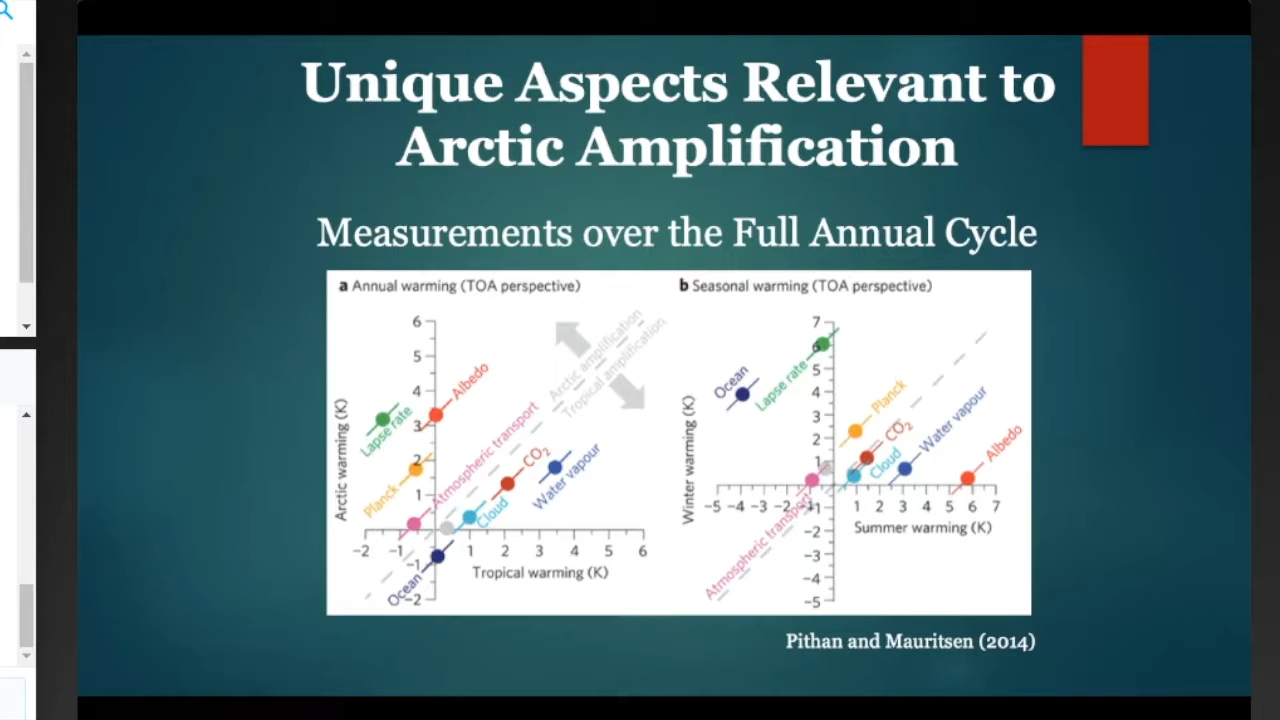 Unique Aspects Relevant to
Arctic Amplification
Measurements over the Full Annual Cycle
a Annual warming (TOA perspective)
6
5
4
3
2
1
-1
-2
-2
-1
1
2
3
4
5
6
Arctic warming (K)
Tropical warming (K)
Arctic amplification
Tropical amplification
Albedo
Lapse rate
Planck
Atmospheric transport
CO2
Water vapour
Cloud
Ocean
b Seasonal warming (TOA perspective)
7
6
5
4
3
2
1
-1
-2
-3
-4
-5
-5
-4
-3
-2
-1
1
2
3
4
5
6
7
Winter warming (K)
Summer warming (K)
Ocean
Lapse rate
Planck
CO2
Cloud
Water vapour
Albedo
Atmospheric transport
Pithan and Mauritsen (2014)